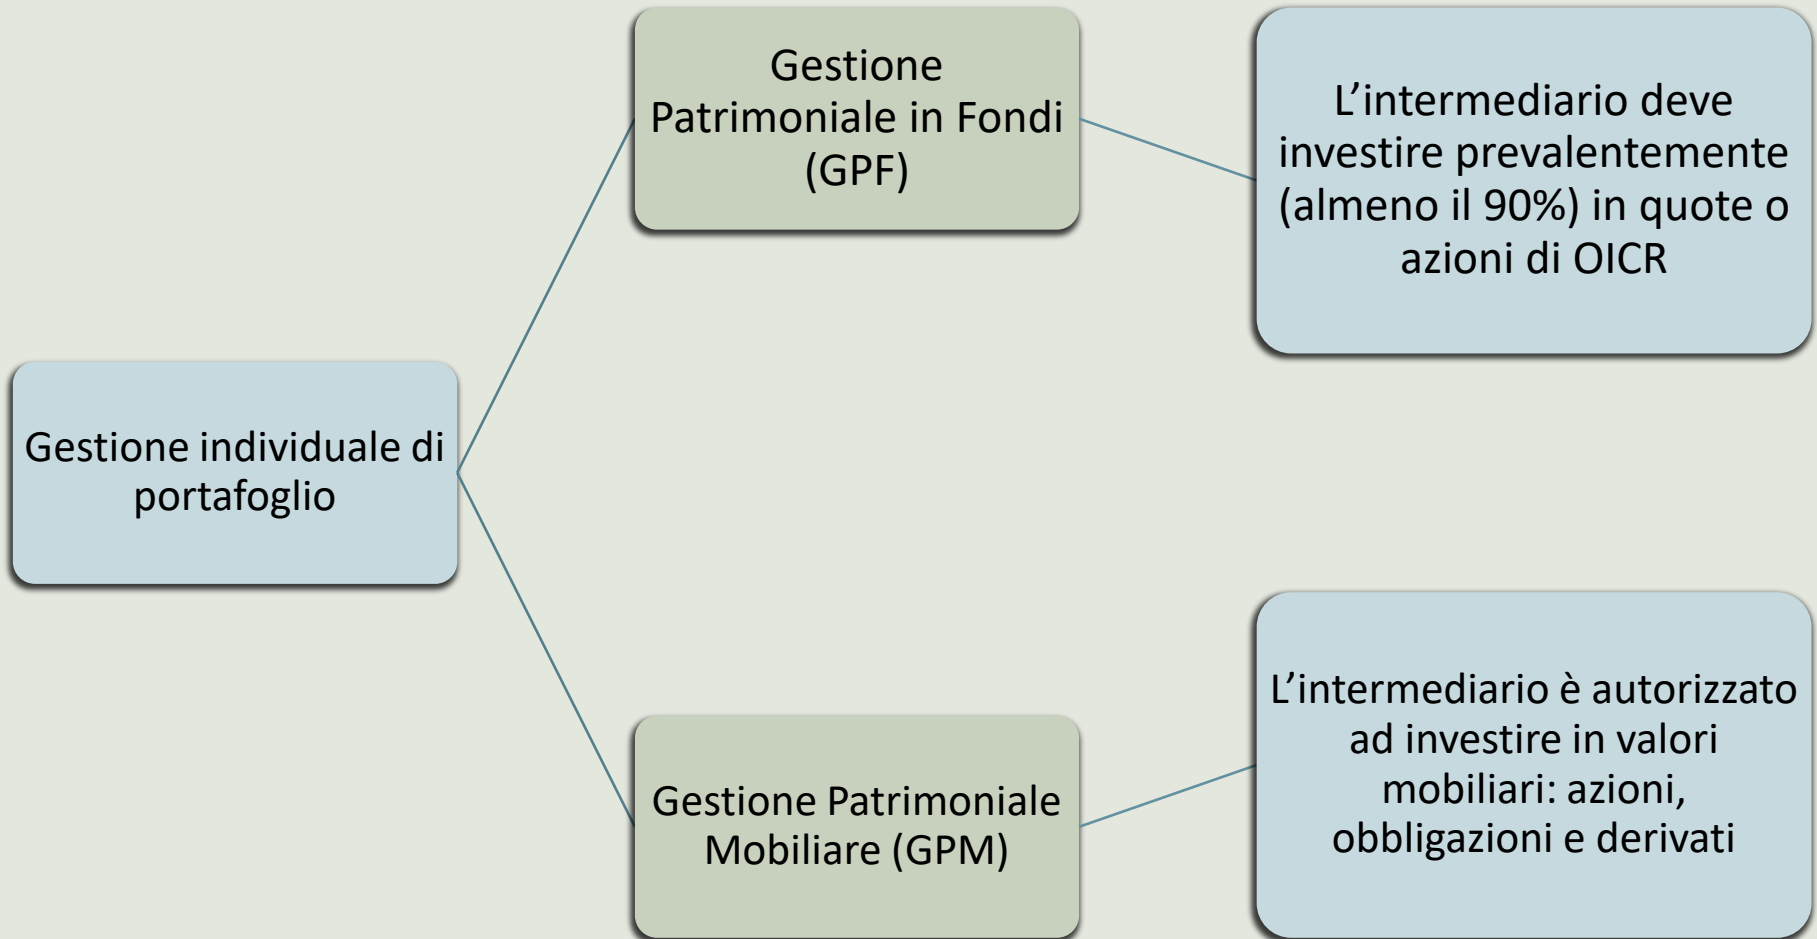 Gestione individuale di
portafoglio
Gestione
Patrimoniale in Fondi
(GPF)
L’intermediario deve
investire prevalentemente
(almeno il 90%) in quote o
azioni di OICR
Gestione Patrimoniale
Mobiliare (GPM)
L’intermediario è autorizzato
ad investire in valori
mobiliari: azioni,
obbligazioni e derivati